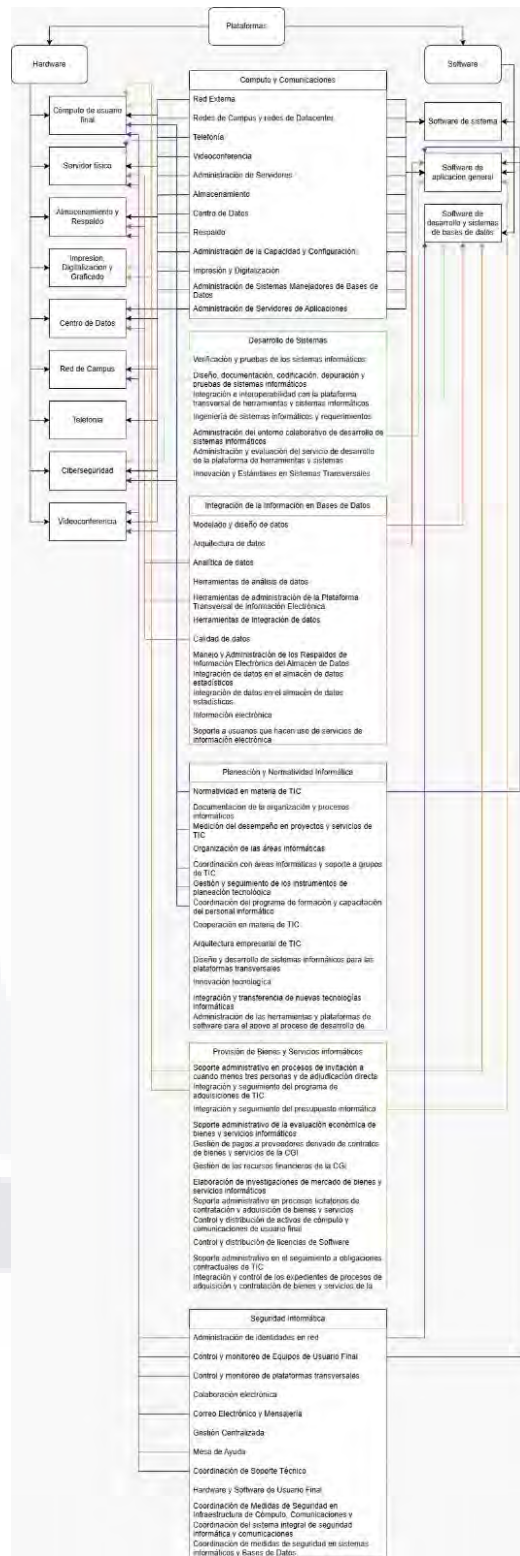 Plataformas
Hardware
Software
Cómputo de usuario
final
Servidor física
Almacenamiento y
Respaldo
Impresion,
Digitalización y
Graficado
Centro de Datos
Red de Campus
Telefonía
Ciberseguridad
Videoconferencia
Software de sistema
Software de
aplicación general
Software de
desarrollo y sistemas
de bases de datos
Computo y Comunicaciones
Red Externa
Redes de Campus y redes de Datacenter
Telefonía
Videoconferencia
Administración de Servidores
Almacenamiento
Centro de Datos
Respaldo
Administración de la Capacidad y Configuración
Impresión y Digitalización
Administración de Sistemas Manejadores de Bases de
Datos
Administración de Servidores de Aplicaciones
Desarrollo de Sistemas
Verificación y pruebas de los sistemas informáticos
Diseño, documentación, codificación, depuración y
pruebas de sistemas informáticos
Integración e interoperabilidad con la plataforma
transversal de herramientas y sistemas informáticos
Ingeniería de sistemas informáticos y requerimientos
Administración del entorno colaborativo de desarrollo de
sistemas informáticos
Administración y evaluación del servicio de desarrollo
de la plataforma de herramientas y sistemas
Innovación y Estándares en Sistemas Transversales
Integración de la Información en Bases de Datos
Modelado y diseño de datos
Arquitectura de datos
Analítica de datos
Herramientas de análisis de datos
Herramientas de administración de la Plataforma
Transversal de Información Electrónica
Herramientas de Integración de datos
Calidad de datos
Manejo y Administración de los Respaldos de
Información Electrónica del Almacén de Datos
Integración de datos en el almacén de datos
estadísticos
Integración de datos en el almacén de datos
estadísticos
Información electrónica
Soporte a usuarios que hacen uso de servicios de
información electrónica
Planeación y Normatividad Informática
Normatividad en materia de TIC
Documentación de la organización y procesos
informáticos
Medición del desempeño en proyectos y servicios de
TIC
Organización de las áreas informáticas
Coordinación con áreas informáticas y soporte a grupos
de TIC
Gestión y seguimiento de los instrumentos de
planeación tecnológica
Coordinación del programa de formación y capacitación
del personal informático
Cooperación en materia de TIC
Arquitectura empresarial de TIC
Diseño y desarrollo de sistemas informáticos para las
plataformas transversales
Innovación tecnologica
Integración y transferencia de nuevas tecnologías
informáticas
Administración de las herramientas y plataformas de
software para el apoyo al proceso de desarrollo de
Provisión de Bienes y Servicios informáticos
Soporte administrativo en procesos de invitación a
cuando menos tres personas y de adjudicación directa
Integración y seguimiento del programa de
adquisiciones de TIC
Integración y seguimiento del presupuesto informática
Soporte administrativo de la evaluación económica de
bienes y servicios informáticos
Gestión de pagos a proveedores derivado de contratos
de bienes y servicios de la CGI
Gestión de los recursos financieros de la CGI
Elaboración de investigaciones de mercado de bienes y
servicios informáticos
Soporte administrativo en procesos licitatorios de
contratación y adquisición de bienes y servicios
Control y distribución de activos de cómputo y
comunicaciones de usuario final
Control y distribución de licencias de Software
Soporte administrativo en el seguimiento a obligaciones
contractuales de TIC
Integración y control de los expedientes de procesos de
adquisición y contratación de bienes y servicios de la
Seguridad Informática
Administración de identidades en red
Control y monitoreo de Equipos de Usuario Final
Control y monitoreo de plataformas transversales
Colaboración electrónica
Correo Electrónico y Mensajería
Gestión Centralizada
Mesa de Ayuda
Coordinación de Soporte Técnico
Hardware y Software de Usuario Final
Coordinación de Medidas de Seguridad en
Infraestructura de Cómputo, Comunicaciones y
Coordinación del sistema integral de seguridad
informática y comunicaciones
Coordinación de medidas de seguridad en sistemas
informáticos y Bases de Datos